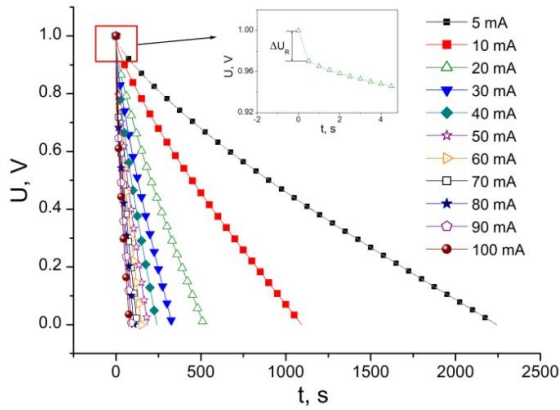 1.0
0.8
0.6
0.4
0.2
0.0
U, V
0
500
1000
1500
2000
2500
t, s
1.00
0.96
0.92
U, V
ΔU_R
-2
0
2
4
t, s
5 mA
10 mA
20 mA
30 mA
40 mA
50 mA
60 mA
70 mA
80 mA
90 mA
100 mA